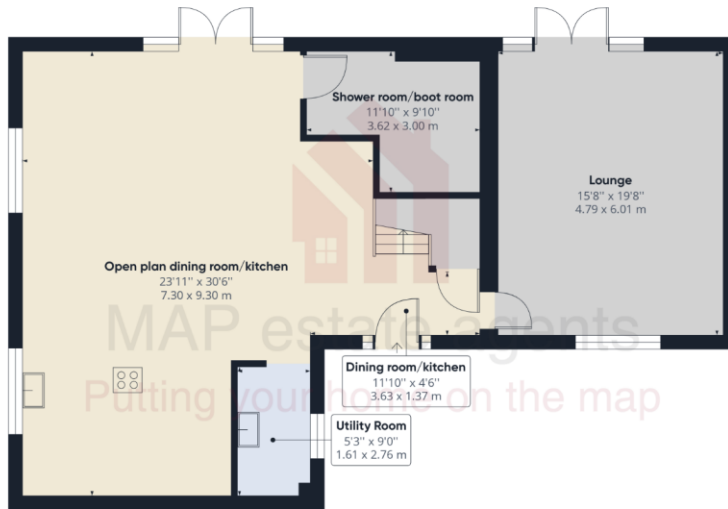 Shower room/boot room
11'10'' x 9'10''
3.62 x 3.00 m
Lounge
15'8'' x 19'8''
4.79 x 6.01 m
Open plan dining room/kitchen
23'11'' x 30'6''
7.30 x 9.30 m
MAP estate agents
Putting your home on the map
Dining room/kitchen
11'10'' x 4'6''
3.63 x 1.37 m
Utility Room
5'3'' x 9'0''
1.61 x 2.76 m